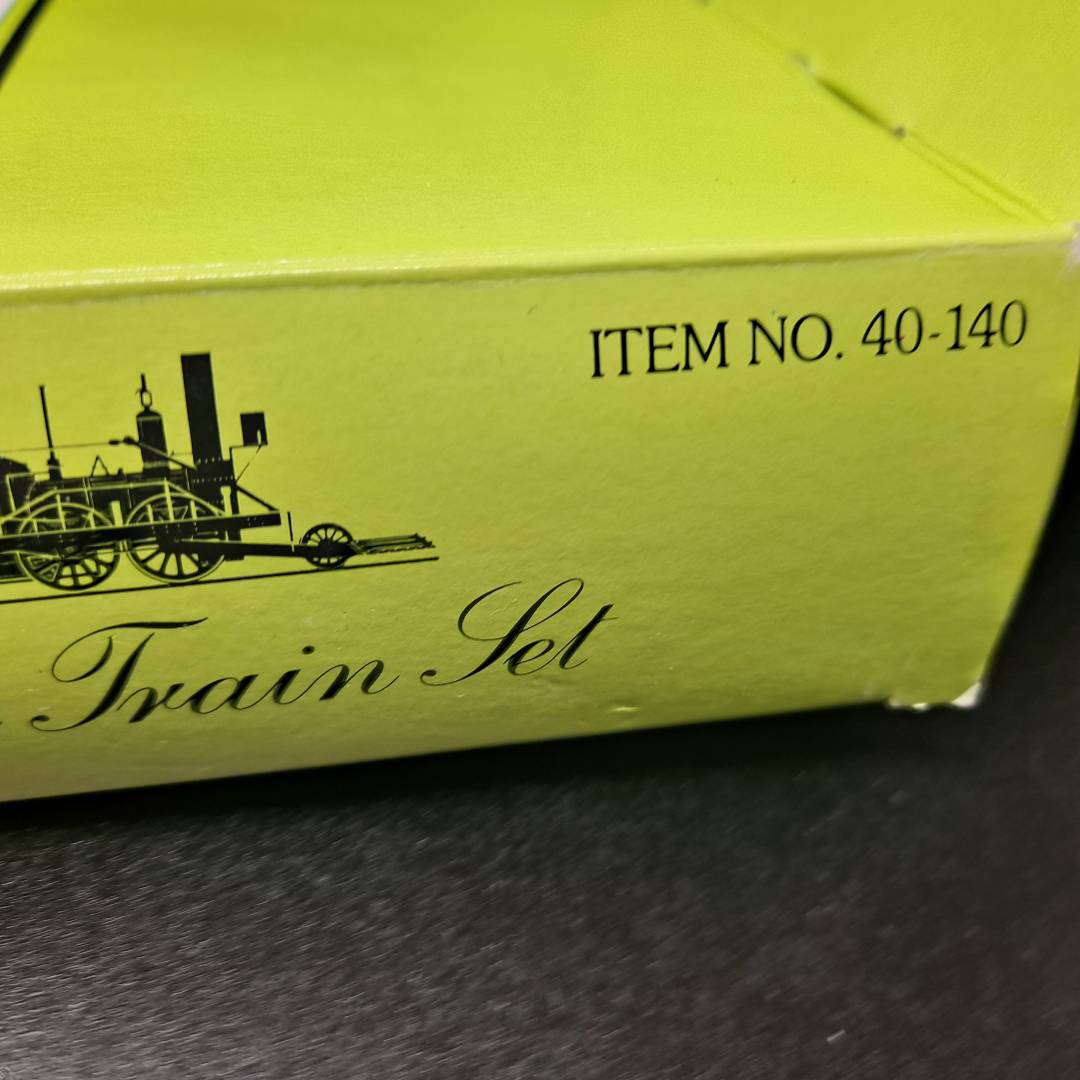 ITEM NO. 40-140
Train Set